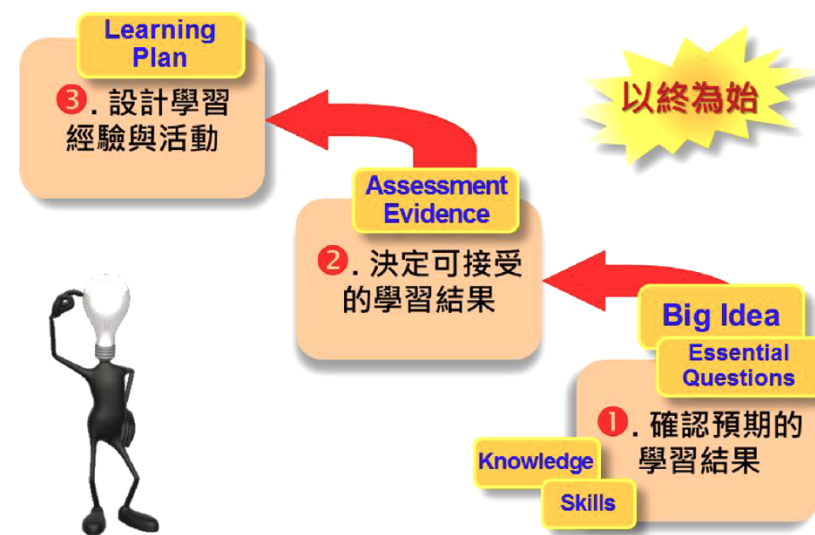 Learning
Plan
❸. 設計學習
經驗與活動
以終為始
Assessment
Evidence
❷. 決定可接受
的學習結果
Big Idea
Essential
Questions
❶. 確認預期的
學習結果
Knowledge
Skills